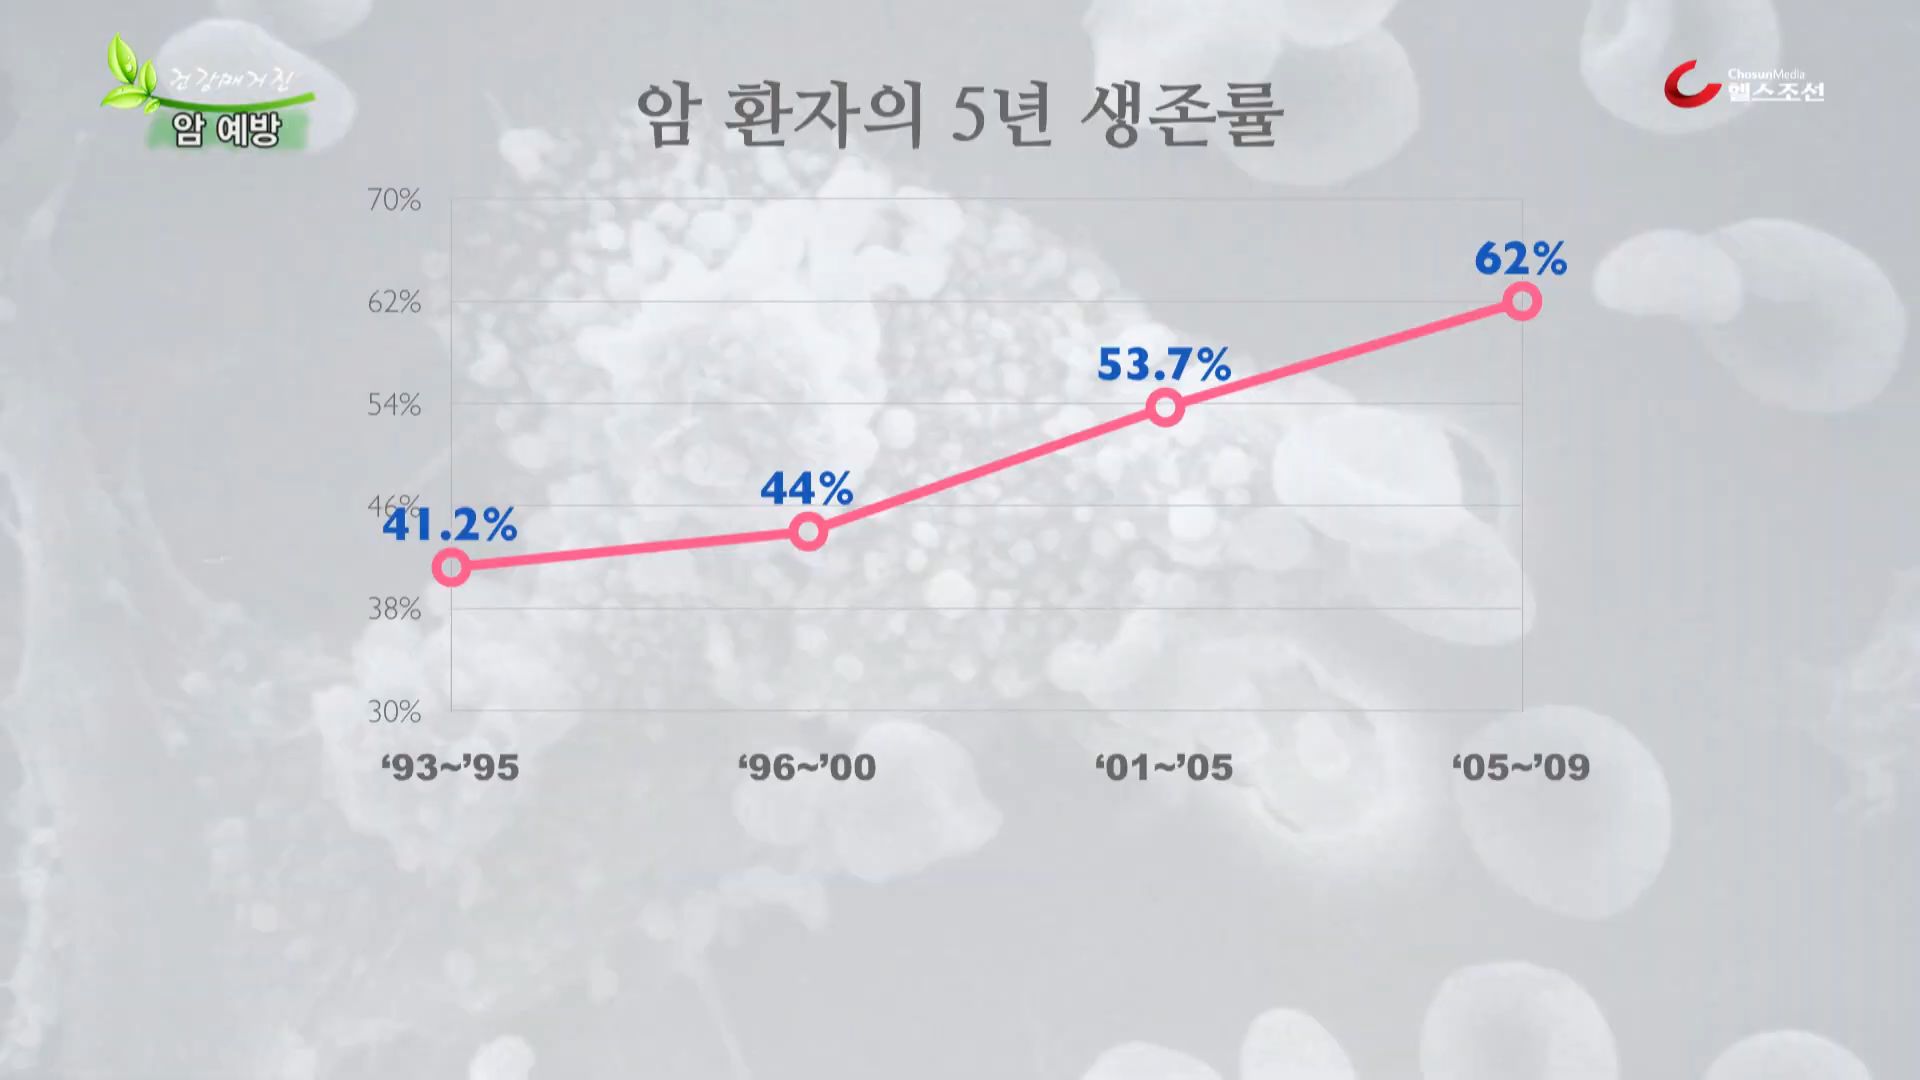 건강매거진
암 예방
암 환자의 5년 생존률
ChosunMedia
헬스조선
70%
62%
54%
46%
38%
30%
41.2%
44%
53.7%
62%
‘93~’95
‘96~’00
‘01~’05
‘05~’09